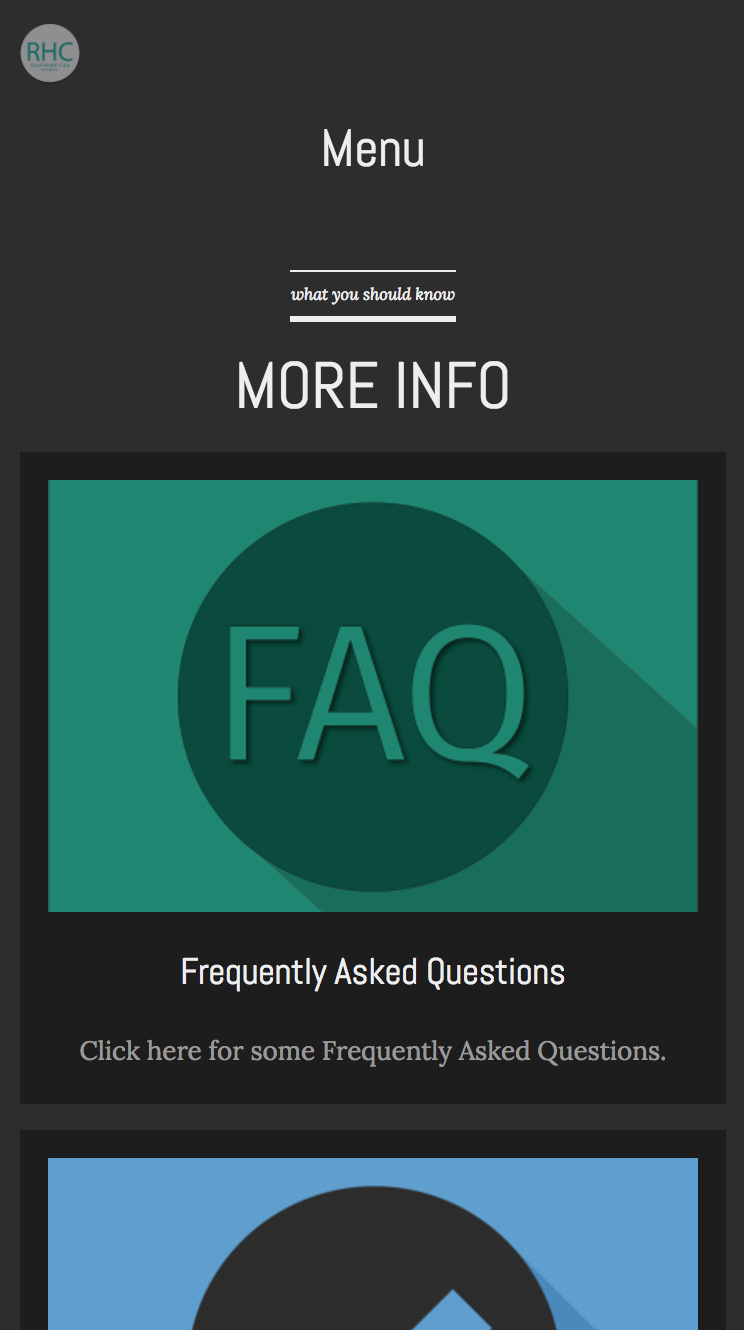 RHC
Menu
what you should know
MORE INFO
FAQ
Frequently Asked Questions
Click here for some Frequently Asked Questions.